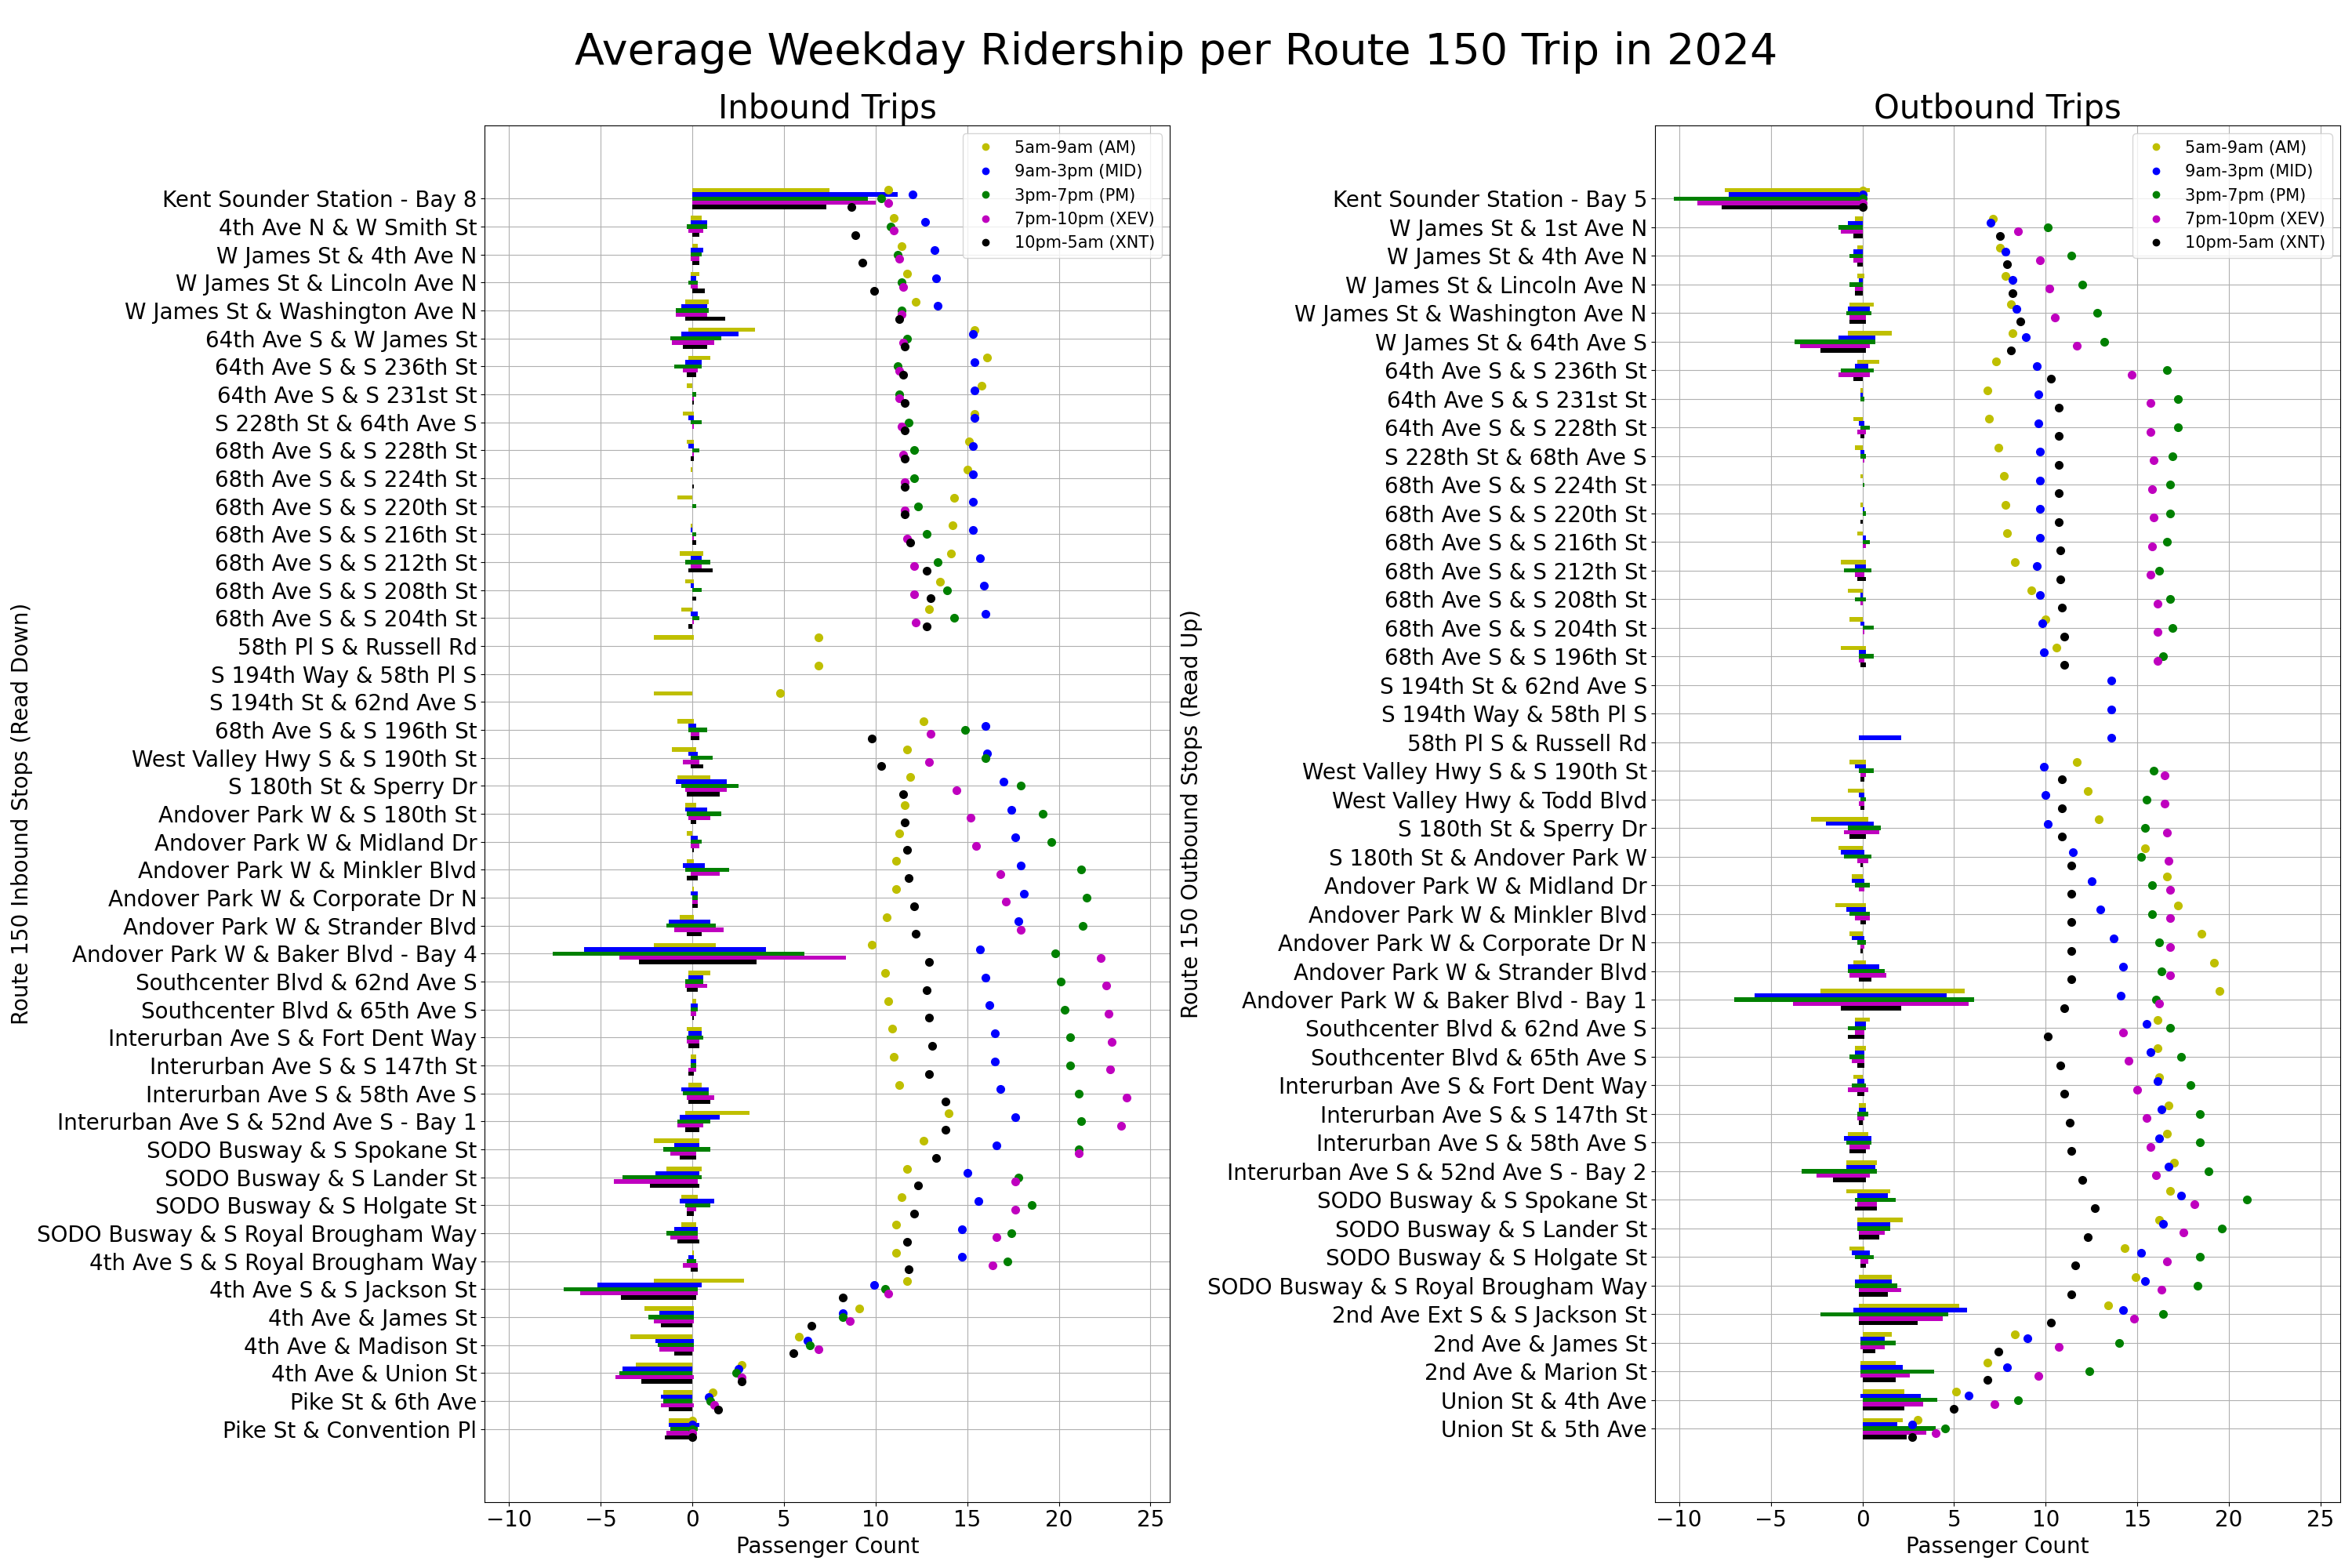 Average Weekday Ridership per Route 150 Trip in 2024
Inbound Trips
5am-9am (AM)
9am-3pm (MID)
3pm-7pm (PM)
7pm-10pm (XEV)
10pm-5am (XNT)
Route 150 Inbound Stops (Read Down)
Kent Sounder Station - Bay 8
4th Ave N & W Smith St
W James St & 4th Ave N
W James St & Lincoln Ave N
W James St & Washington Ave N
64th Ave S & W James St
64th Ave S & S 236th St
64th Ave S & S 231st St
S 228th St & 64th Ave S
68th Ave S & S 228th St
68th Ave S & S 224th St
68th Ave S & S 220th St
68th Ave S & S 216th St
68th Ave S & S 212th St
68th Ave S & S 208th St
68th Ave S & S 204th St
58th Pl S & Russell Rd
S 194th Way & 58th Pl S
S 194th St & 62nd Ave S
68th Ave S & S 196th St
West Valley Hwy S & S 190th St
S 180th St & Sperry Dr
Andover Park W & S 180th St
Andover Park W & Midland Dr
Andover Park W & Minkler Blvd
Andover Park W & Corporate Dr N
Andover Park W & Strander Blvd
Andover Park W & Baker Blvd - Bay 4
Southcenter Blvd & 62nd Ave S
Southcenter Blvd & 65th Ave S
Interurban Ave S & Fort Dent Way
Interurban Ave S & S 147th St
Interurban Ave S & 58th Ave S
Interurban Ave S & 52nd Ave S - Bay 1
SODO Busway & S Spokane St
SODO Busway & S Lander St
SODO Busway & S Holgate St
SODO Busway & S Royal Brougham Way
4th Ave S & S Royal Brougham Way
4th Ave S & S Jackson St
4th Ave & James St
4th Ave & Madison St
4th Ave & Union St
Pike St & 6th Ave
Pike St & Convention Pl
−10 −5 0 5 10 15 20 25
Passenger Count
Outbound Trips
5am-9am (AM)
9am-3pm (MID)
3pm-7pm (PM)
7pm-10pm (XEV)
10pm-5am (XNT)
Route 150 Outbound Stops (Read Up)
Kent Sounder Station - Bay 5
W James St & 1st Ave N
W James St & 4th Ave N
W James St & Lincoln Ave N
W James St & Washington Ave N
W James St & 64th Ave S
64th Ave S & S 236th St
64th Ave S & S 231st St
64th Ave S & S 228th St
S 228th St & 68th Ave S
68th Ave S & S 224th St
68th Ave S & S 220th St
68th Ave S & S 216th St
68th Ave S & S 212th St
68th Ave S & S 208th St
68th Ave S & S 204th St
68th Ave S & S 196th St
S 194th St & 62nd Ave S
S 194th Way & 58th Pl S
58th Pl S & Russell Rd
West Valley Hwy S & S 190th St
West Valley Hwy & Todd Blvd
S 180th St & Sperry Dr
S 180th St & Andover Park W
Andover Park W & Midland Dr
Andover Park W & Minkler Blvd
Andover Park W & Corporate Dr N
Andover Park W & Strander Blvd
Andover Park W & Baker Blvd - Bay 1
Southcenter Blvd & 62nd Ave S
Southcenter Blvd & 65th Ave S
Interurban Ave S & Fort Dent Way
Interurban Ave S & S 147th St
Interurban Ave S & 58th Ave S
Interurban Ave S & 52nd Ave S - Bay 2
SODO Busway & S Spokane St
SODO Busway & S Lander St
SODO Busway & S Holgate St
SODO Busway & S Royal Brougham Way
2nd Ave Ext S & S Jackson St
2nd Ave & James St
2nd Ave & Marion St
Union St & 4th Ave
Union St & 5th Ave
−10 −5 0 5 10 15 20 25
Passenger Count